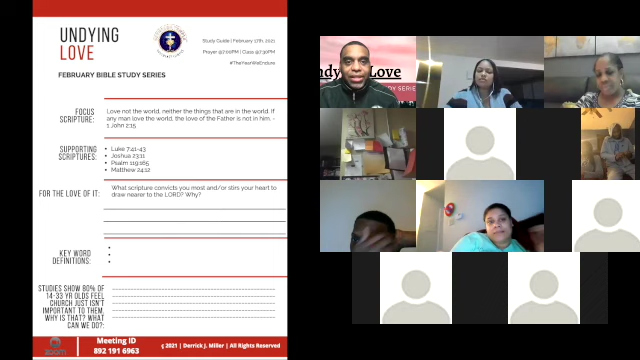 UNDYING
LOVE
Study Guide | February 17th, 2021
Prayer @7:00PM | Class @7:30PM
#TheYearWeEndure
FEBRUARY BIBLE STUDY SERIES
FOCUS
SCRIPTURE:
Love not the world, neither the things that are in the world. If
any man love the world, the love of the Father is not in him. -
1 John 2:15
SUPPORTING
SCRIPTURES:
• Luke 7:41-43
• Joshua 23:11
• Psalm 119:165
• Matthew 24:12
FOR THE LOVE OF IT:
What scripture convicts you most and/or stirs your heart to
draw nearer to the LORD? Why?
KEY WORD
DEFINITIONS:
STUDIES SHOW 80% OF
14-33 YR OLDS FEEL
CHURCH JUST ISN'T
IMPORTANT TO THEM.
WHY IS THAT? WHAT
CAN WE DO?:
zoom
Meeting ID
892 191 6963
© 2021 | Derrick J. Miller | All Rights Reserved
Love
DY SERIES